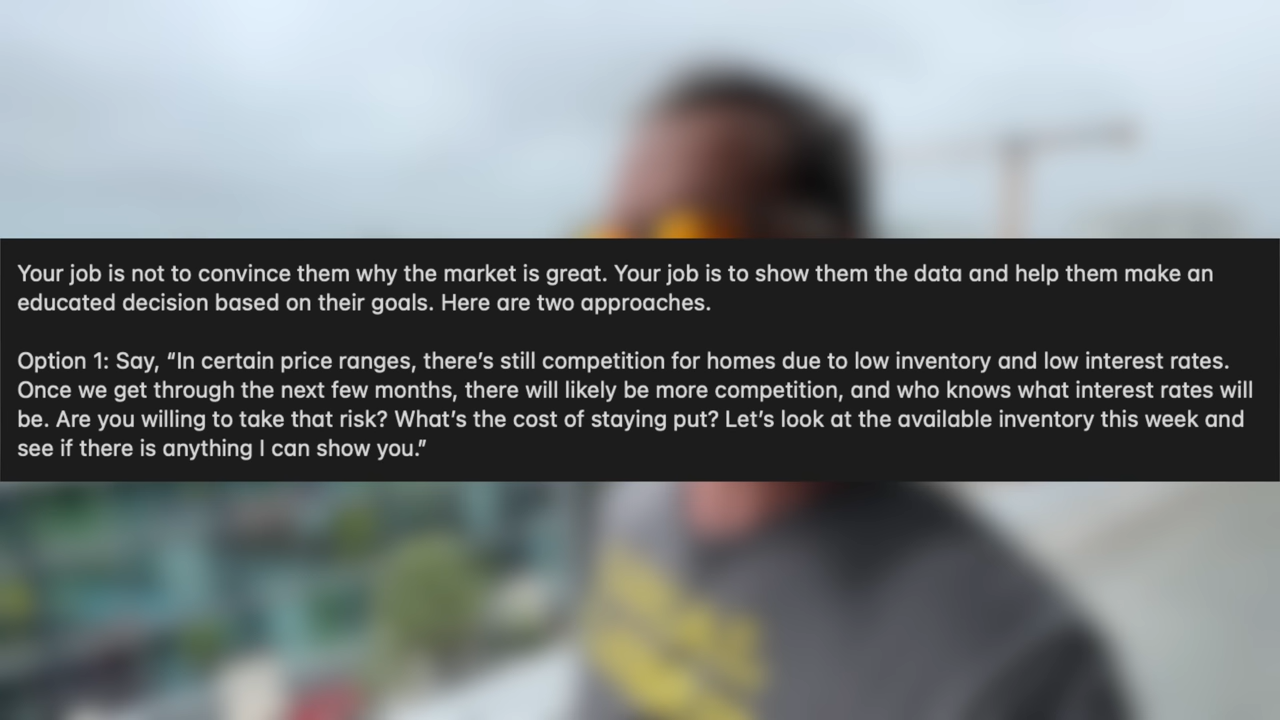 Your job is not to convince them why the market is great. Your job is to show them the data and help them make an
educated decision based on their goals. Here are two approaches.
Option 1: Say, “In certain price ranges, there’s still competition for homes due to low inventory and low interest rates.
Once we get through the next few months, there will likely be more competition, and who knows what interest rates will
be. Are you willing to take that risk? What’s the cost of staying put? Let’s look at the available inventory this week and
see if there is anything I can show you.”